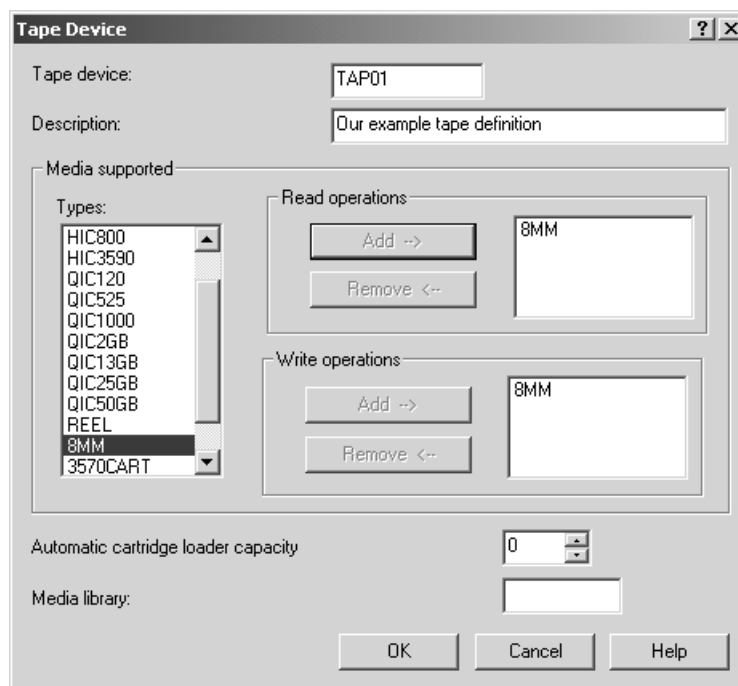 Tape Device
Tape device:
TAP01
Description:
Our example tape definition
Media supported
Types:
HIC800
HIC3590
QIC120
QIC525
QIC1000
QIC2GB
QIC13GB
QIC25GB
QIC50GB
REEL
8MM
3570CART
Read operations
Add -->
Remove <--
8MM
Write operations
Add -->
Remove <--
8MM
Automatic cartridge loader capacity
0
Media library:
OK
Cancel
Help